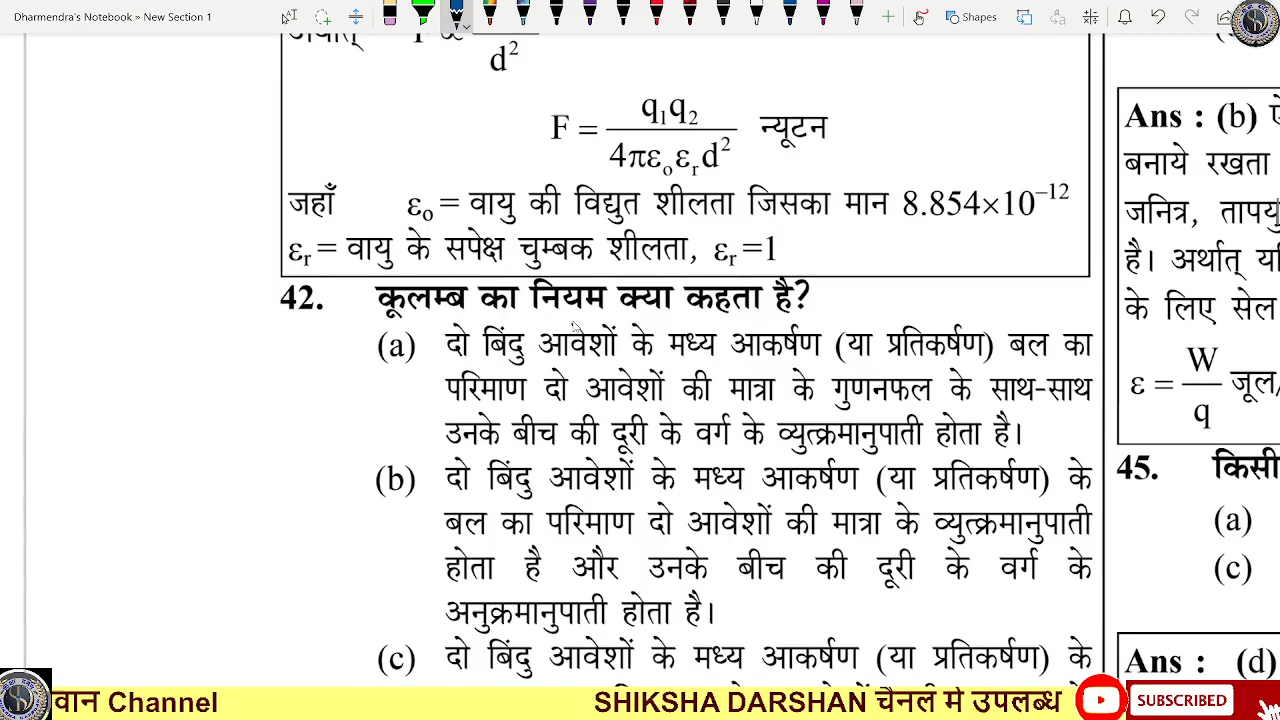 Dharmendra's Notebook » New Section 1
Shapes
अर्थात् F ∝
d²
F = q₁q₂ / 4πεₒεᵣd² न्यूटन
जहाँ εₒ = वायु की विद्युत शीलता जिसका मान 8.854×10⁻¹²
εᵣ = वायु के सपेक्ष चुम्बक शीलता, εᵣ =1
42. कूलम्ब का नियम क्या कहता है?
(a) दो बिंदु आवेशों के मध्य आकर्षण (या प्रतिकर्षण) बल का
परिमाण दो आवेशों की मात्रा के गुणनफल के साथ-साथ
उनके बीच की दूरी के वर्ग के व्युत्क्रमानुपाती होता है।
(b) दो बिंदु आवेशों के मध्य आकर्षण (या प्रतिकर्षण) के
बल का परिमाण दो आवेशों की मात्रा के व्युत्क्रमानुपाती
होता है और उनके बीच की दूरी के वर्ग के
अनुक्रमानुपाती होता है।
(c) दो बिंदु आवेशों के मध्य आकर्षण (या प्रतिकर्षण) के
Ans : (b)
बनाये रखता
जनित्र,
है। अर्थात्
के लिए सेल
ε = W / q जूल/
45. किसी
(a)
(c)
Ans : (d)
वान Channel
SHIKSHA DARSHAN चैनल में उपलब्ध
SUBSCRIBED